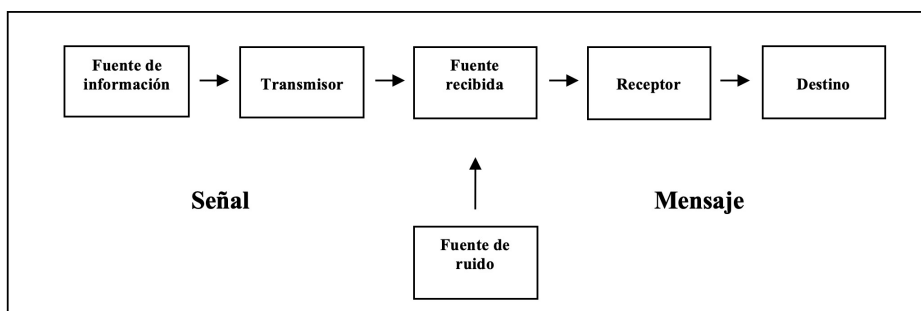 Fuente de
información
Transmisor
Fuente
recibida
Receptor
Destino
Señal
Mensaje
Fuente de
ruido